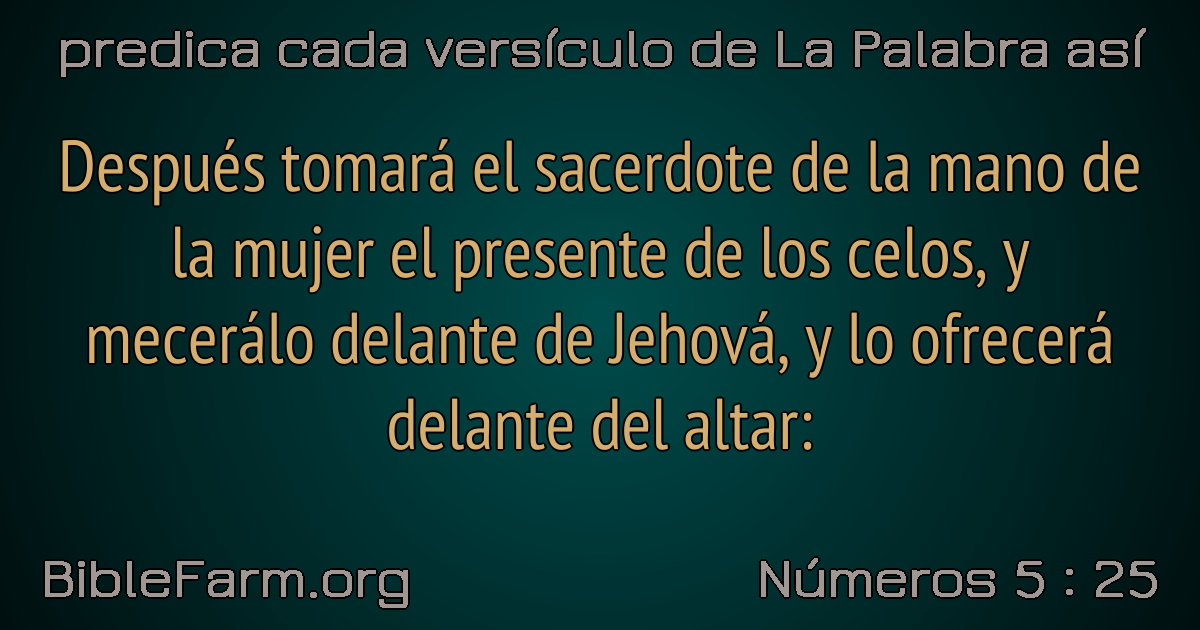 predica cada versículo de La Palabra así
Después tomará el sacerdote de la mano de
la mujer el presente de los celos, y
mecerálo delante de Jehová, y lo ofrecerá
delante del altar:
BibleFarm.org
Números 5 : 25